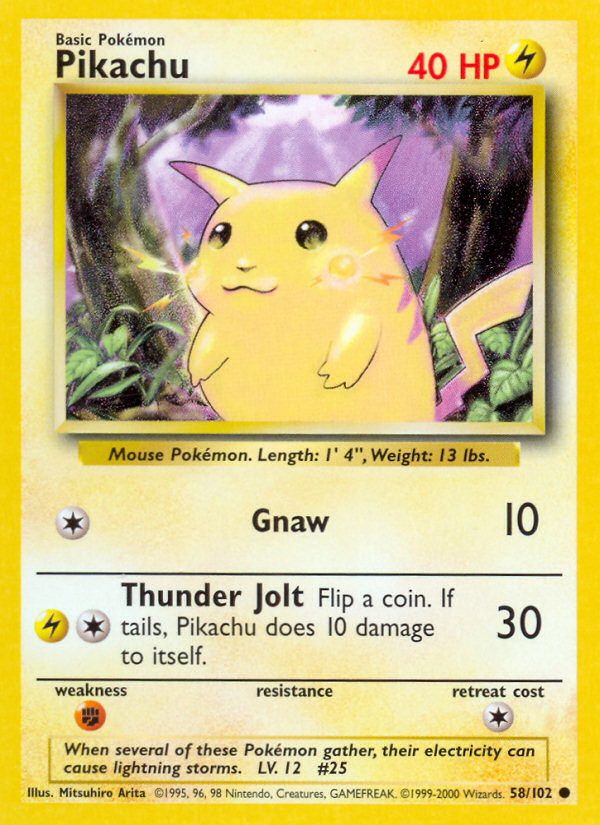 Basic Pokémon
Pikachu
40 HP
Mouse Pokémon. Length: 1' 4", Weight: 13 lbs.
Gnaw 10
Thunder Jolt Flip a coin. If
tails, Pikachu does 10 damage
to itself.
30
weakness resistance retreat cost
When several of these Pokémon gather, their electricity can
cause lightning storms. LV. 12 #25
Illus. Mitsuhiro Arita ©1995, 96, 98 Nintendo, Creatures, GAMEFREAK. ©1999-2000 Wizards. 58/102